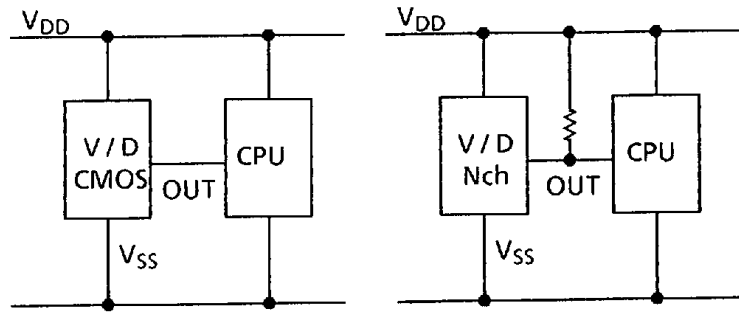 VDD
V / D
CMOS
OUT
CPU
VSS
VDD
V / D
Nch
OUT
CPU
VSS